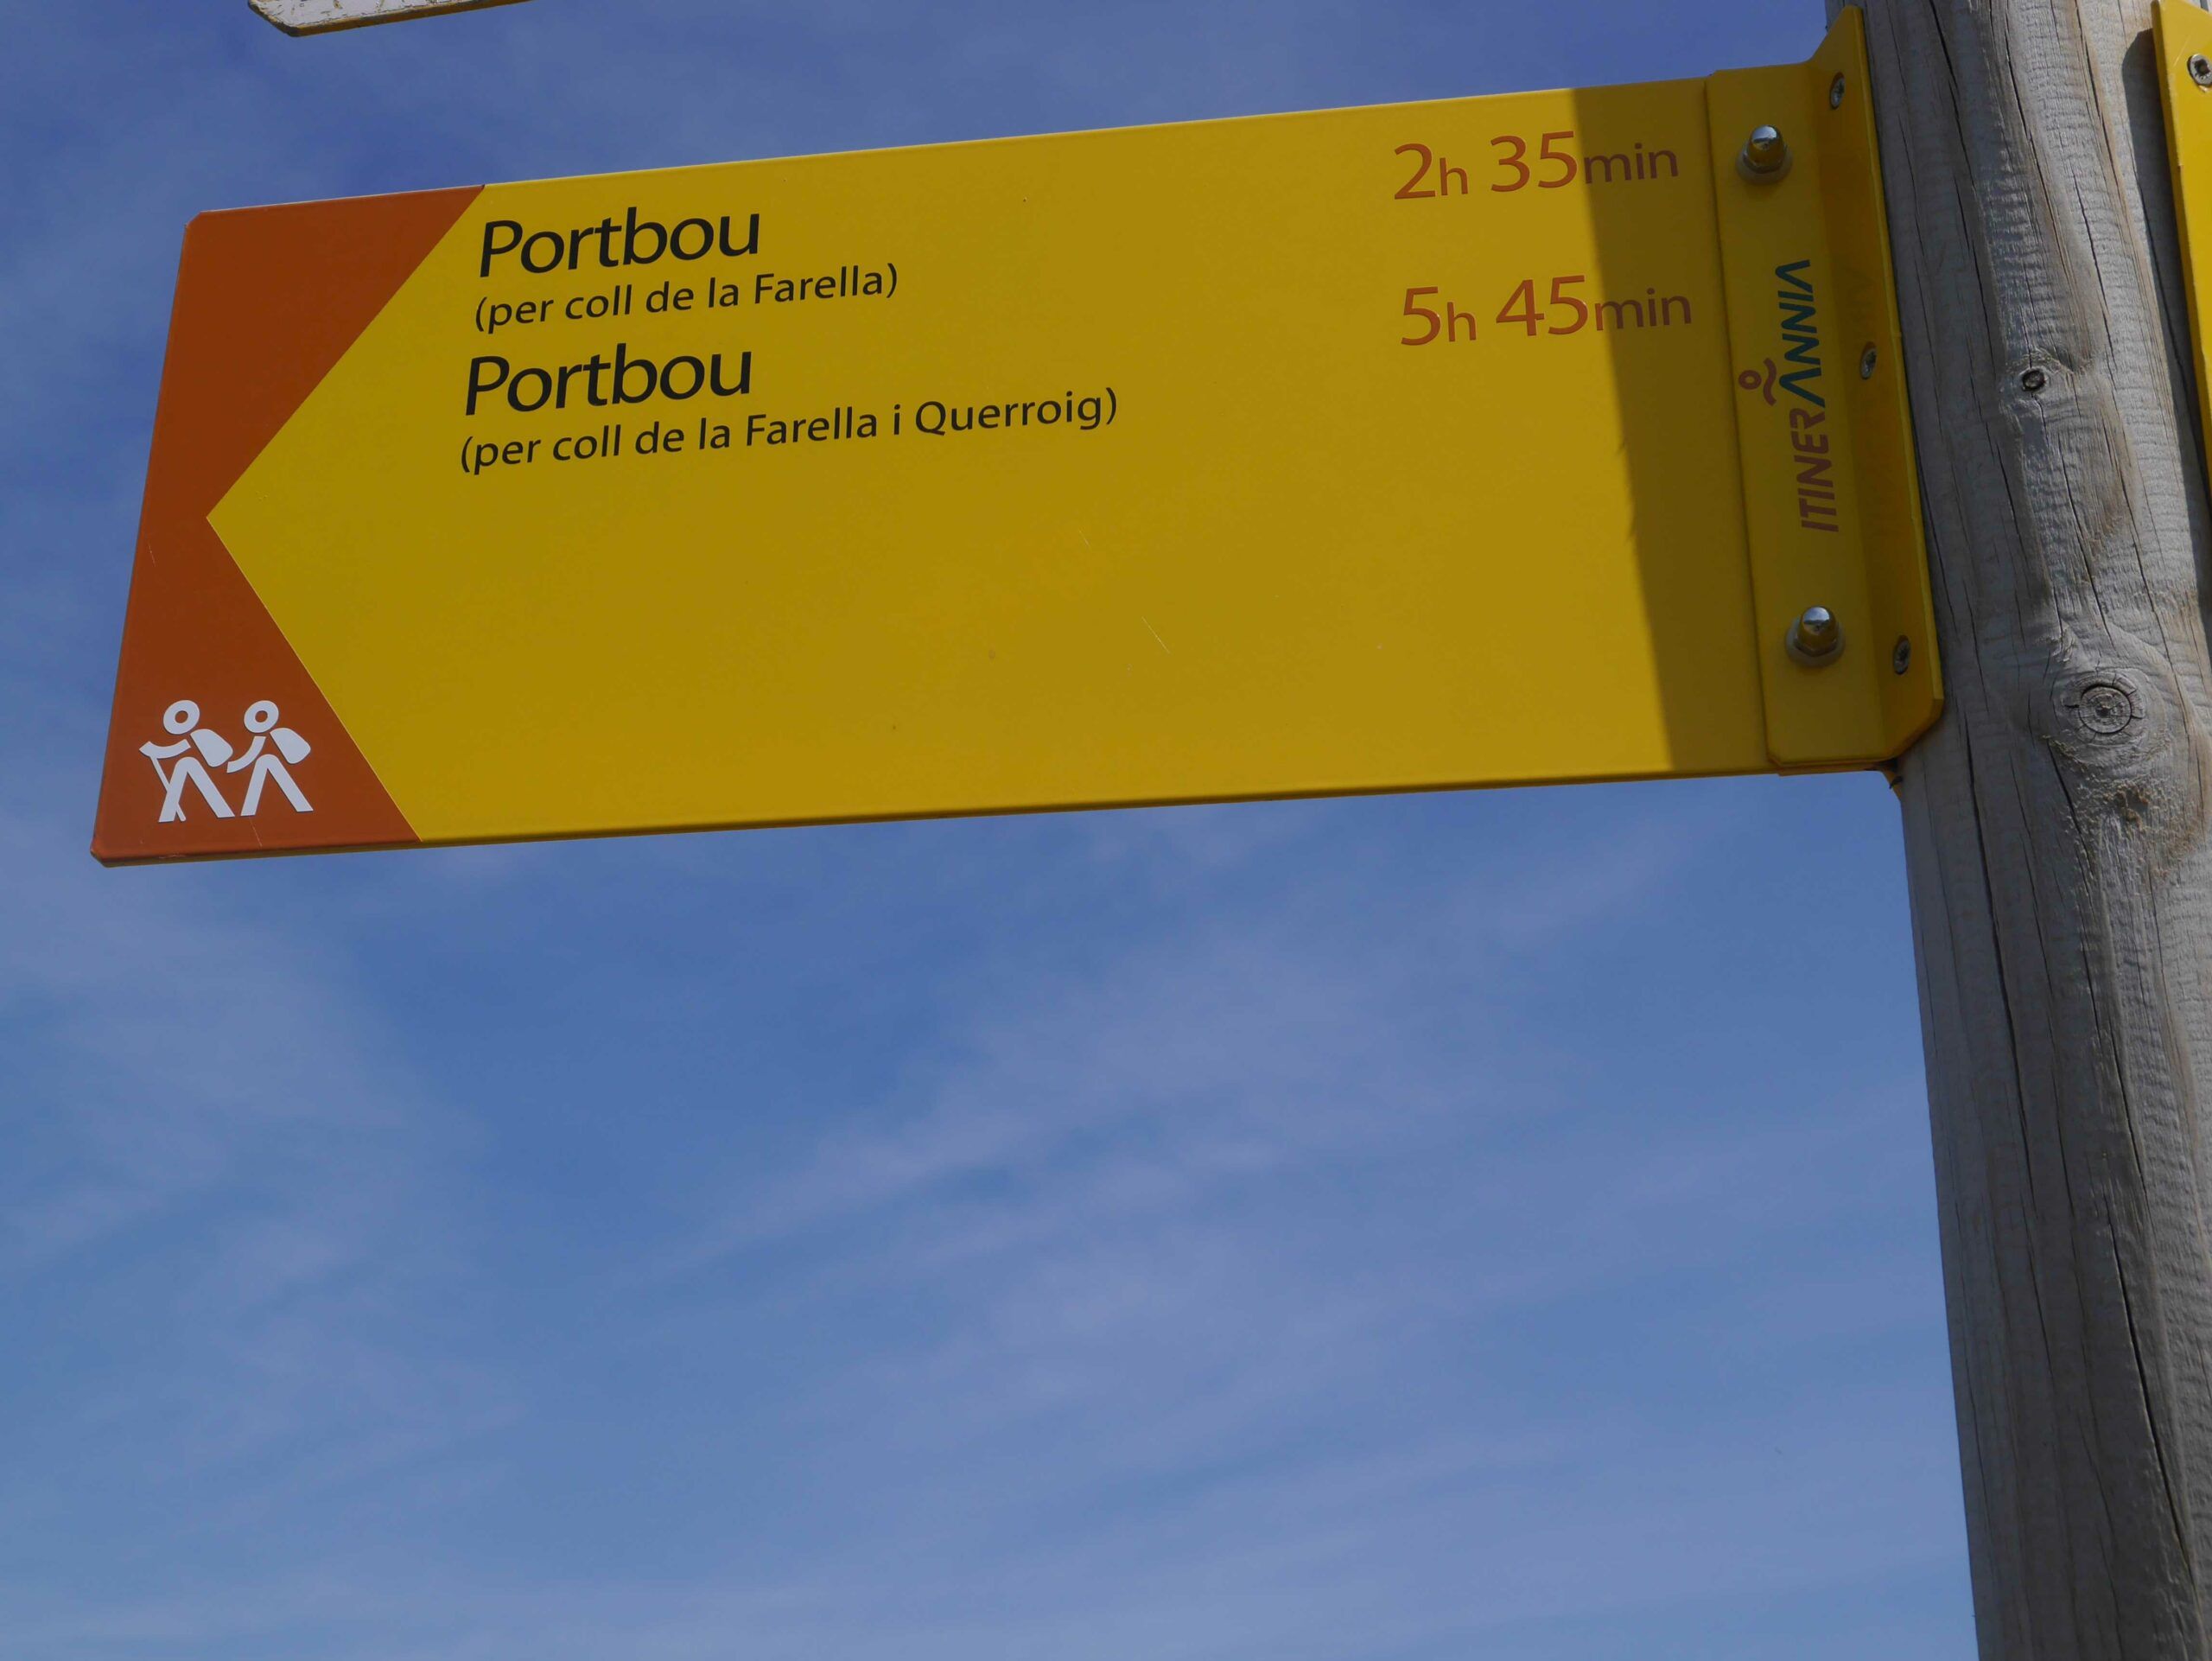 Portbou 2h 35min
(per coll de la Farella)
Portbou 5h 45min
(per coll de la Farella i Querroig)
ITINERÀNNIA